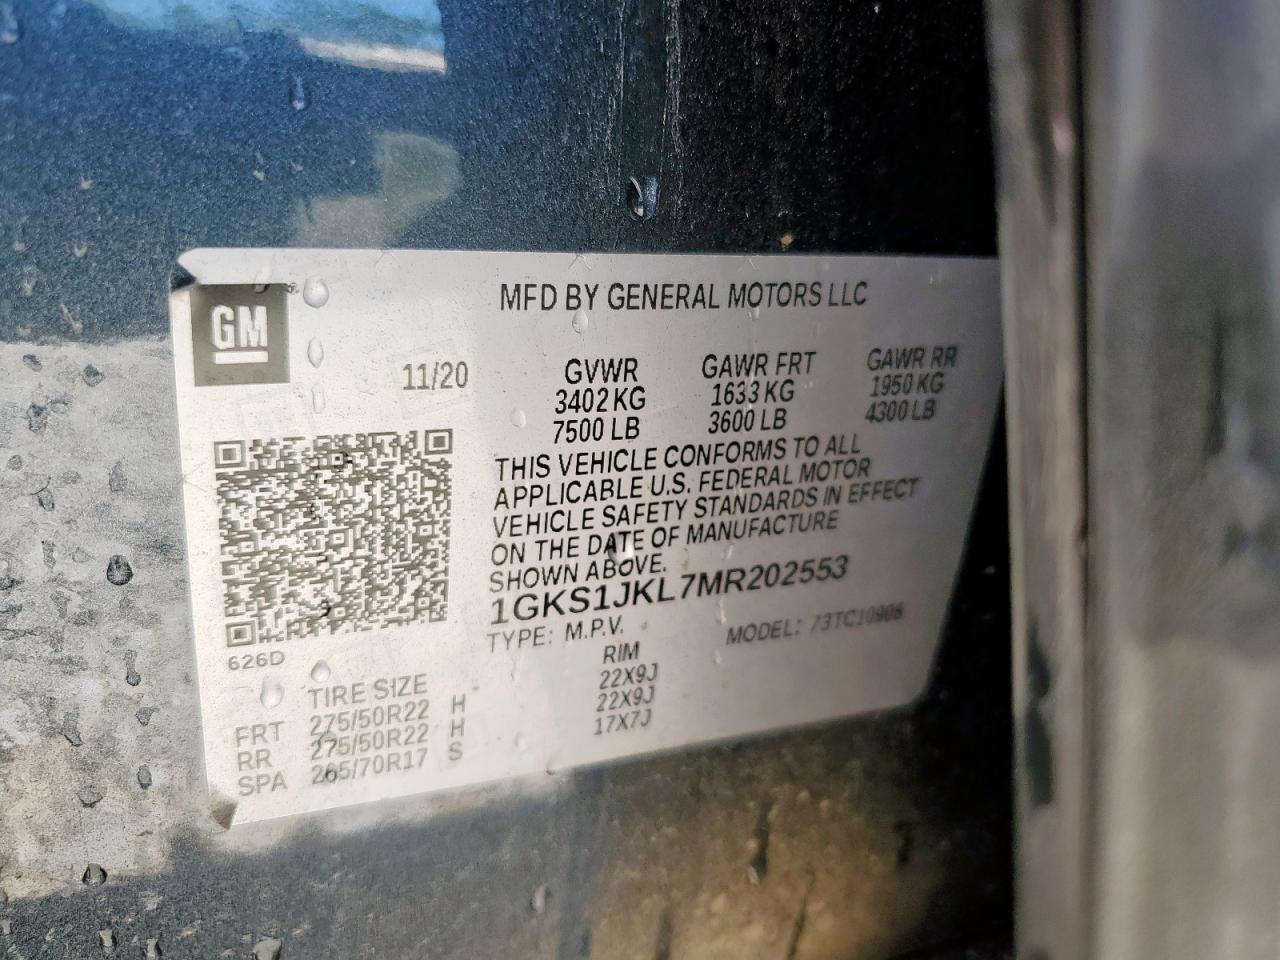 GM
MFD BY GENERAL MOTORS LLC
11/20
GVWR GAWR FRT GAWR RR
3402 KG 1633 KG 1950 KG
7500 LB 3600 LB 4300 LB
THIS VEHICLE CONFORMS TO ALL
APPLICABLE U.S. FEDERAL MOTOR
VEHICLE SAFETY STANDARDS IN EFFECT
ON THE DATE OF MANUFACTURE
SHOWN ABOVE.
1GKS1JKL7MR202553
TYPE: M.P.V. MODEL: 73TC10906
626D
TIRE SIZE RIM
FRT 275/50R22 H 22X9J
RR 275/50R22 H 22X9J
SPA 265/70R17 S 17X7J